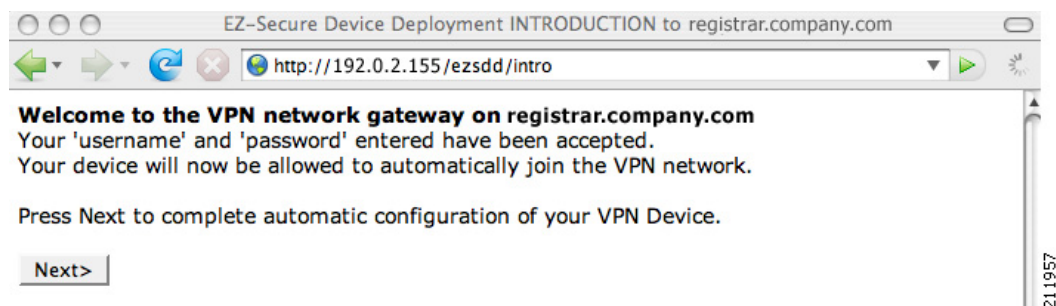 EZ-Secure Device Deployment INTRODUCTION to registrar.company.com
http://192.0.2.155/ezsdd/intro
Welcome to the VPN network gateway on registrar.company.com
Your 'username' and 'password' entered have been accepted.
Your device will now be allowed to automatically join the VPN network.
Press Next to complete automatic configuration of your VPN Device.
Next>
211957